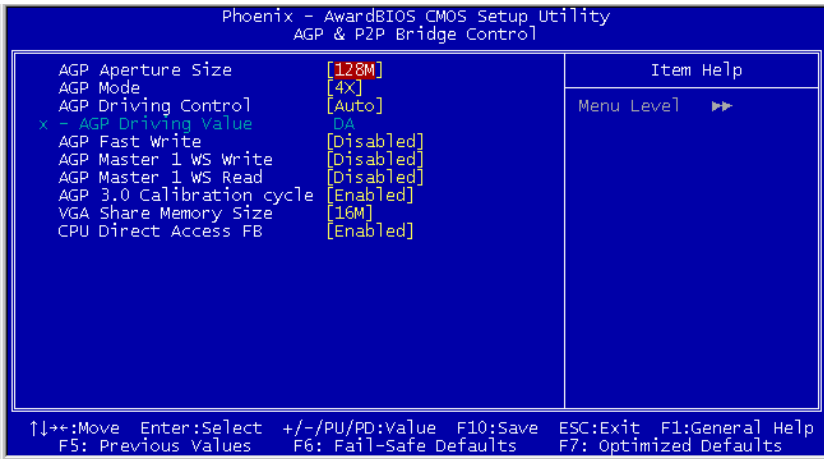 Phoenix - AwardBIOS CMOS Setup Utility
AGP & P2P Bridge Control
AGP Aperture Size [128M]
AGP Mode [4X]
AGP Driving Control [Auto]
x - AGP Driving Value DA
AGP Fast Write [Disabled]
AGP Master 1 WS Write [Disabled]
AGP Master 1 WS Read [Disabled]
AGP 3.0 Calibration cycle [Enabled]
VGA Share Memory Size [16M]
CPU Direct Access FB [Enabled]
Item Help
Menu Level ▸▸
↑↓→←:Move Enter:Select +/-/PU/PD:Value F10:Save ESC:Exit F1:General Help
F5: Previous Values F6: Fail-Safe Defaults F7: Optimized Defaults